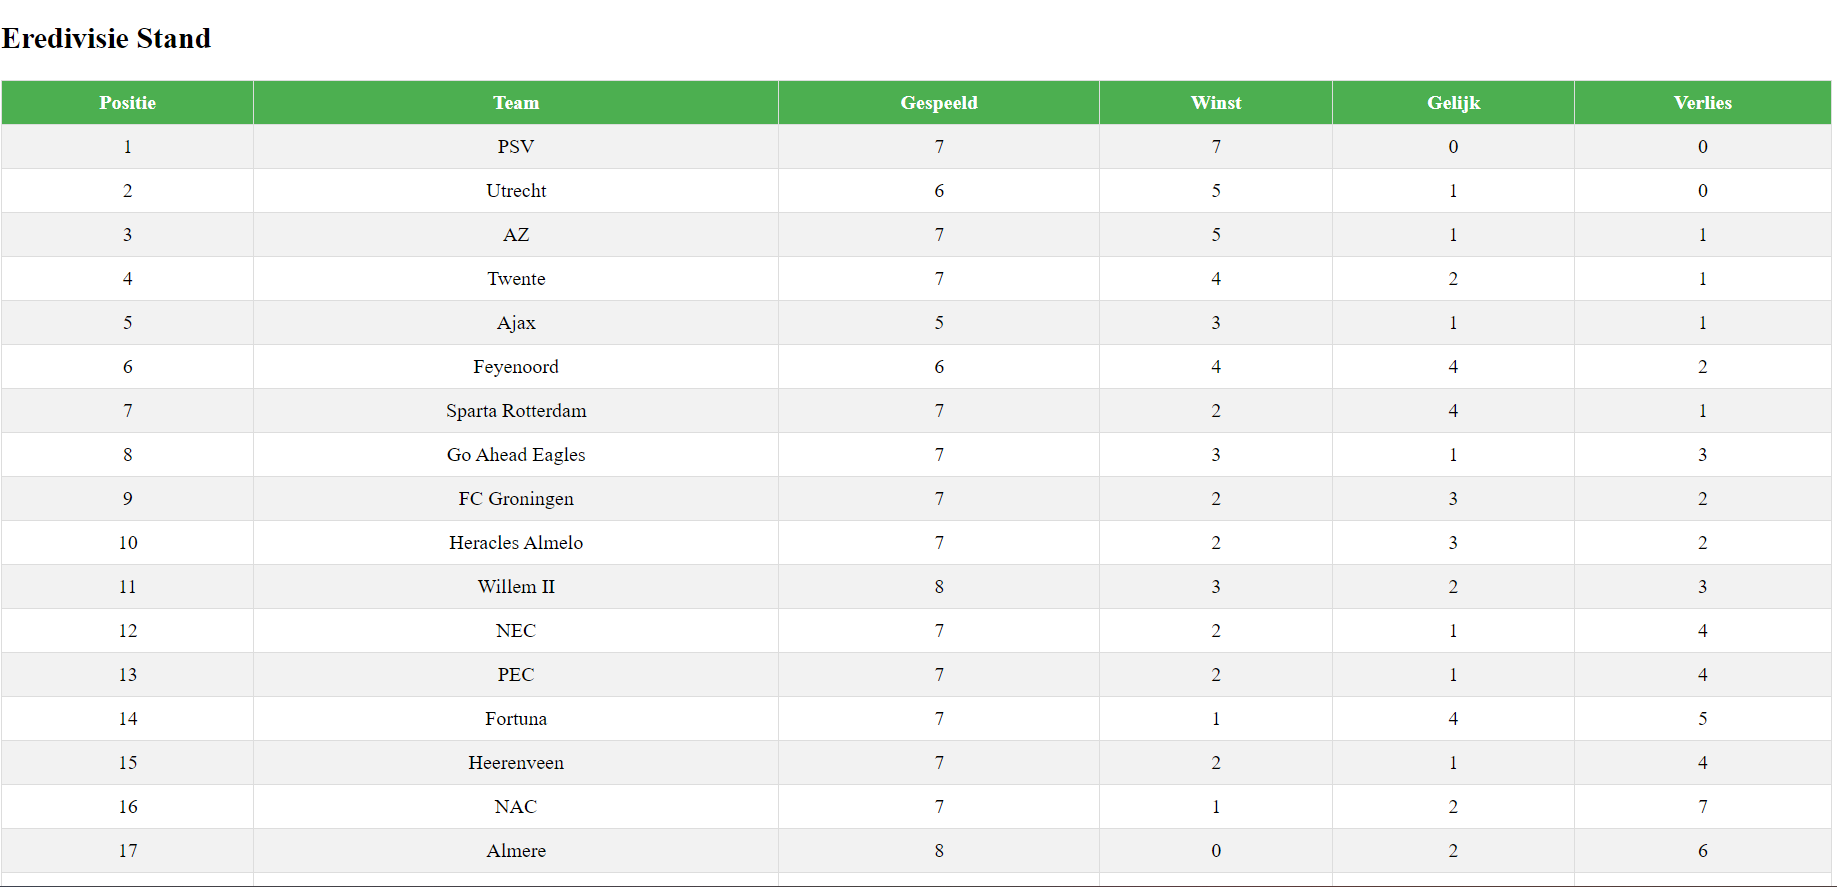 Eredivisie Stand
Positie Team Gespeeld Winst Gelijk Verlies
1 PSV 7 7 0 0
2 Utrecht 6 5 1 0
3 AZ 7 5 1 1
4 Twente 7 4 2 1
5 Ajax 5 3 1 1
6 Feyenoord 6 4 4 2
7 Sparta Rotterdam 7 2 4 1
8 Go Ahead Eagles 7 3 1 3
9 FC Groningen 7 2 3 2
10 Heracles Almelo 7 2 3 2
11 Willem II 8 3 2 3
12 NEC 7 2 1 4
13 PEC 7 2 1 4
14 Fortuna 7 1 4 5
15 Heerenveen 7 2 1 4
16 NAC 7 1 2 7
17 Almere 8 0 2 6